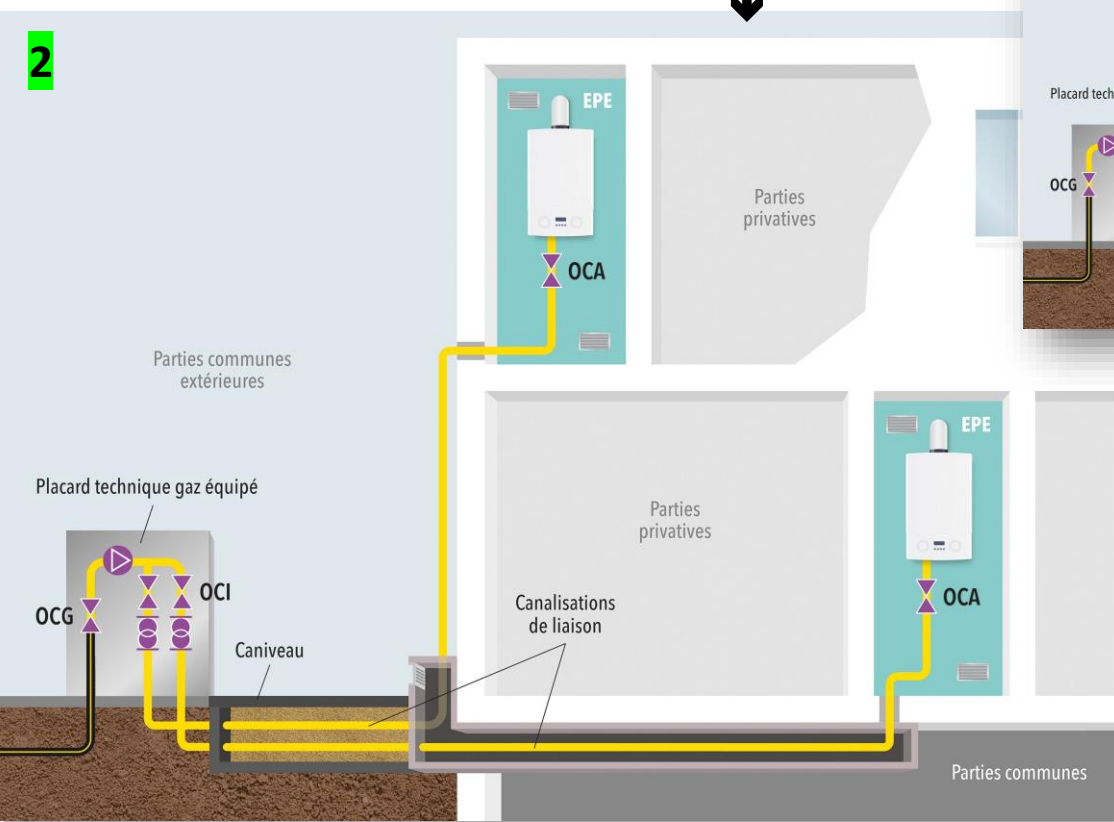 2
EPE
Placard tech
OCG
Parties
privatives
OCA
Parties communes
extérieures
EPE
Placard technique gaz équipé
Parties
privatives
OCI
OCG
OCA
Canalisations
de liaison
Caniveau
Parties communes